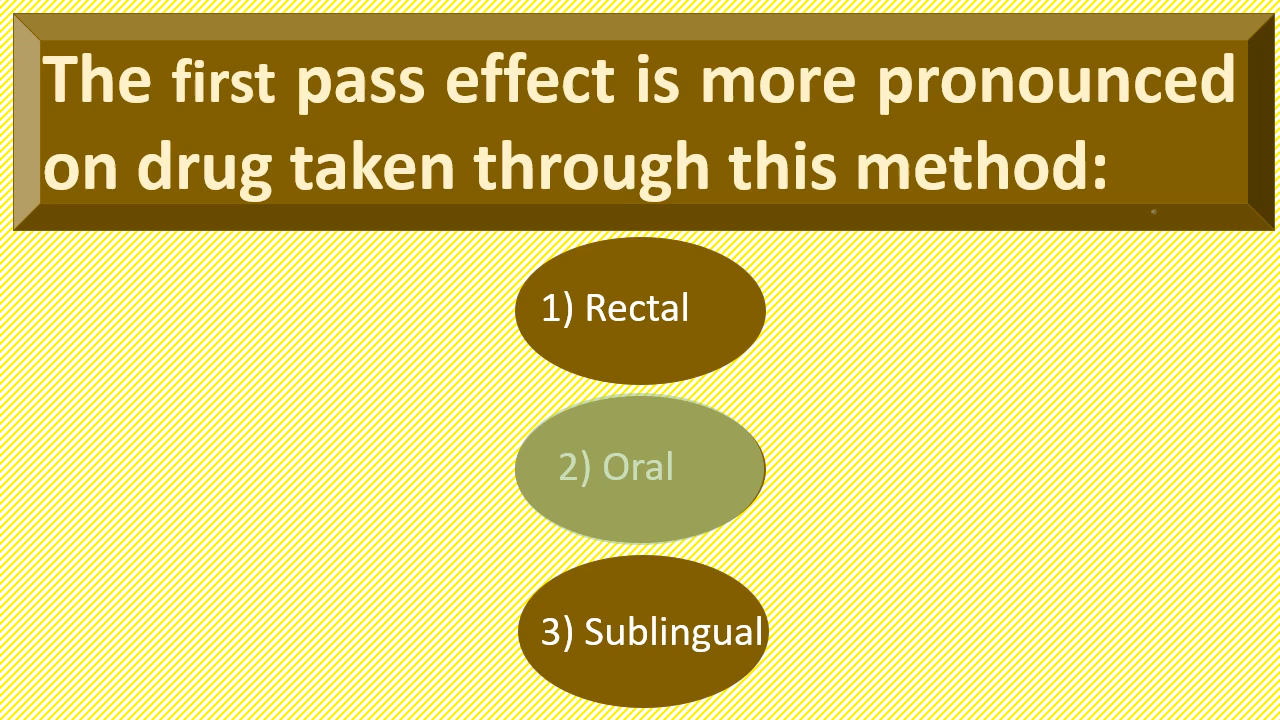 The first pass effect is more pronounced
on drug taken through this method:
1) Rectal
2) Oral
3) Sublingual